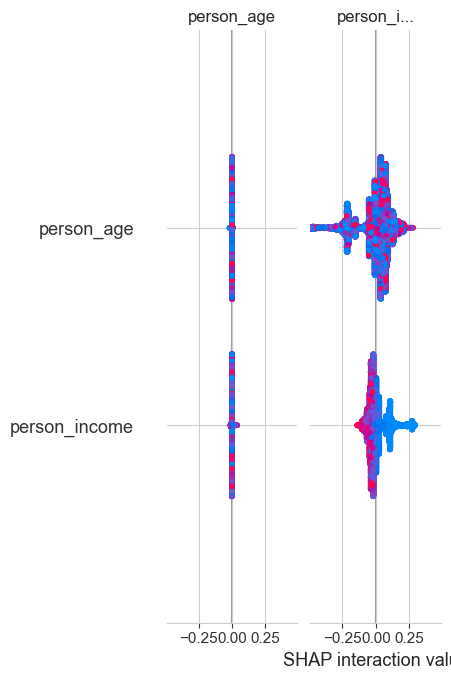 person_age person_i...
person_age
person_income
−0.25 0.00 0.25 −0.25 0.00 0.25
SHAP interaction valu